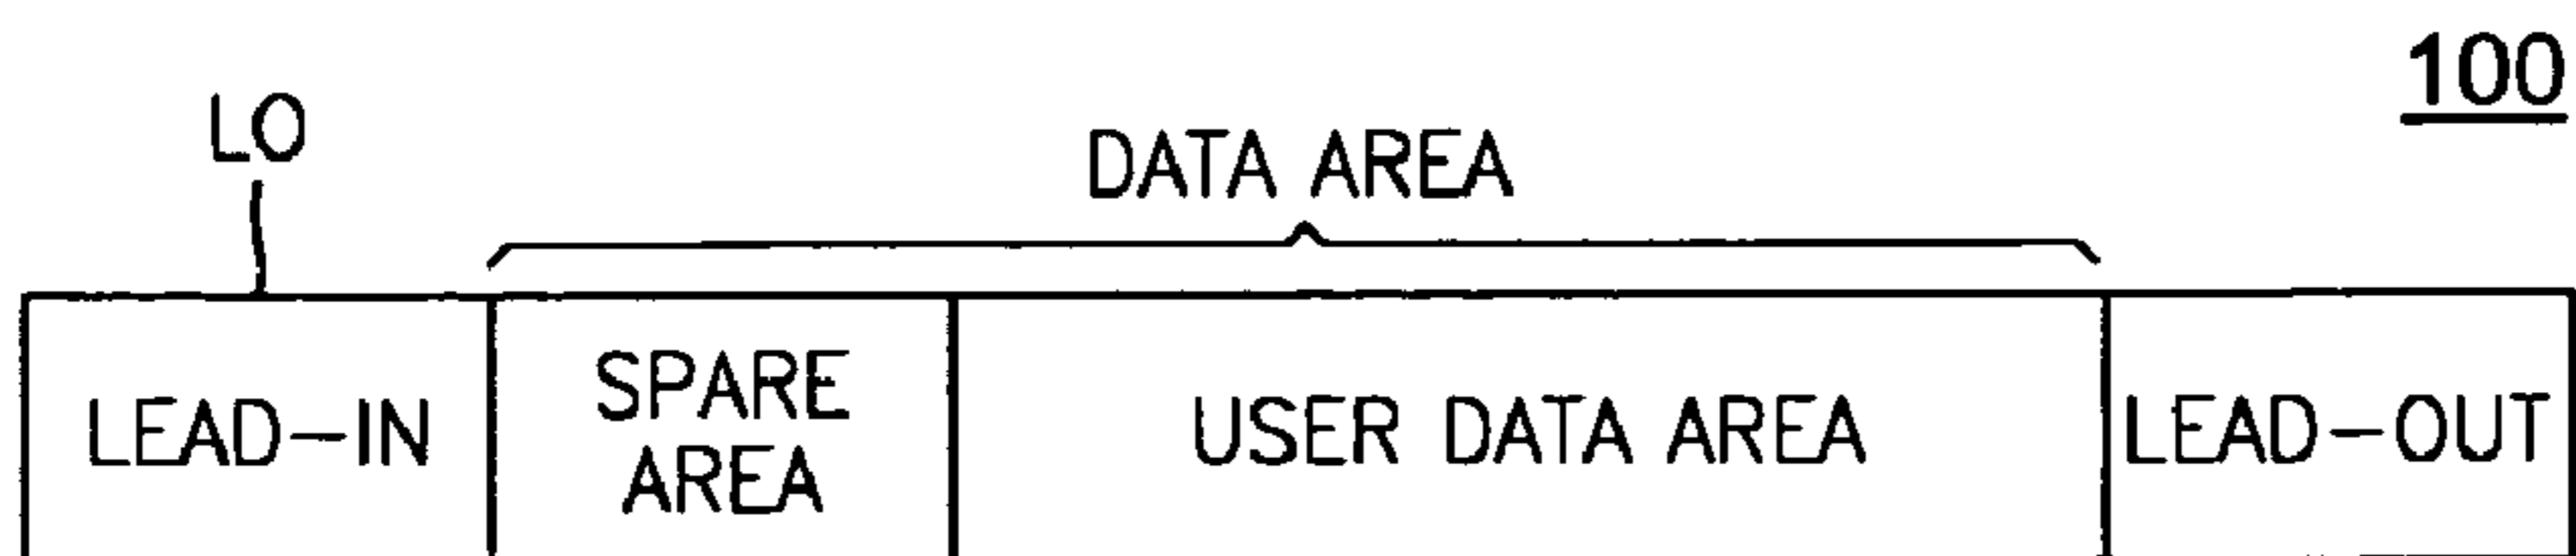 100
LO
DATA AREA
LEAD-IN
SPARE
AREA
USER DATA AREA
LEAD-OUT